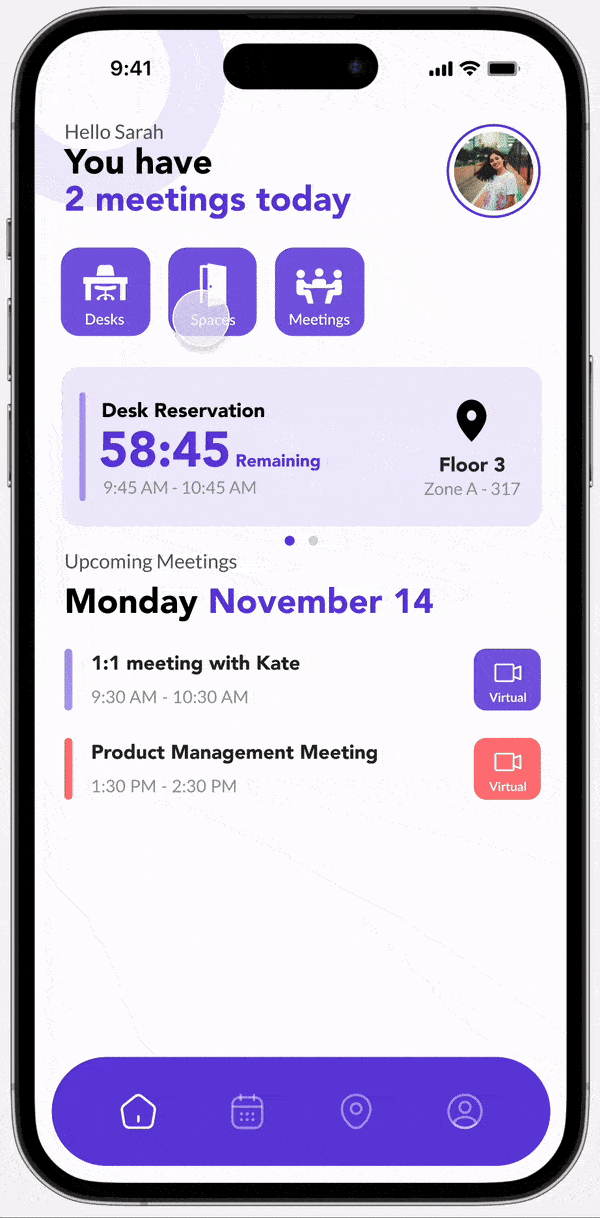 9:41
Hello Sarah
You have
2 meetings today
Desks
Spaces
Meetings
Desk Reservation
58:45 Remaining
9:45 AM - 10:45 AM
Floor 3
Zone A - 317
Upcoming Meetings
Monday November 14
1:1 meeting with Kate
9:30 AM - 10:30 AM
Virtual
Product Management Meeting
1:30 PM - 2:30 PM
Virtual